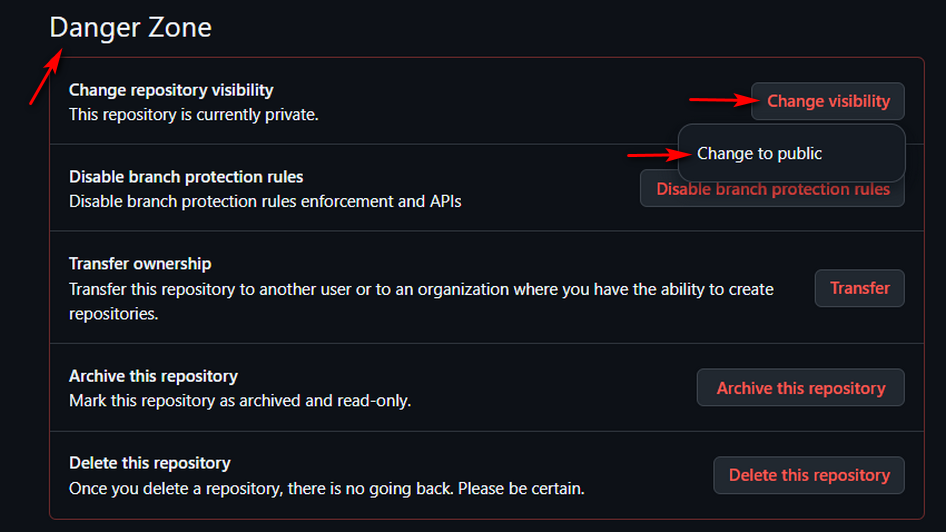 Danger Zone
Change repository visibility
This repository is currently private.
Change visibility
Change to public
Disable branch protection rules
Disable branch protection rules enforcement and APIs
Disable branch protection rules
Transfer ownership
Transfer this repository to another user or to an organization where you have the ability to create
repositories.
Transfer
Archive this repository
Mark this repository as archived and read-only.
Archive this repository
Delete this repository
Once you delete a repository, there is no going back. Please be certain.
Delete this repository